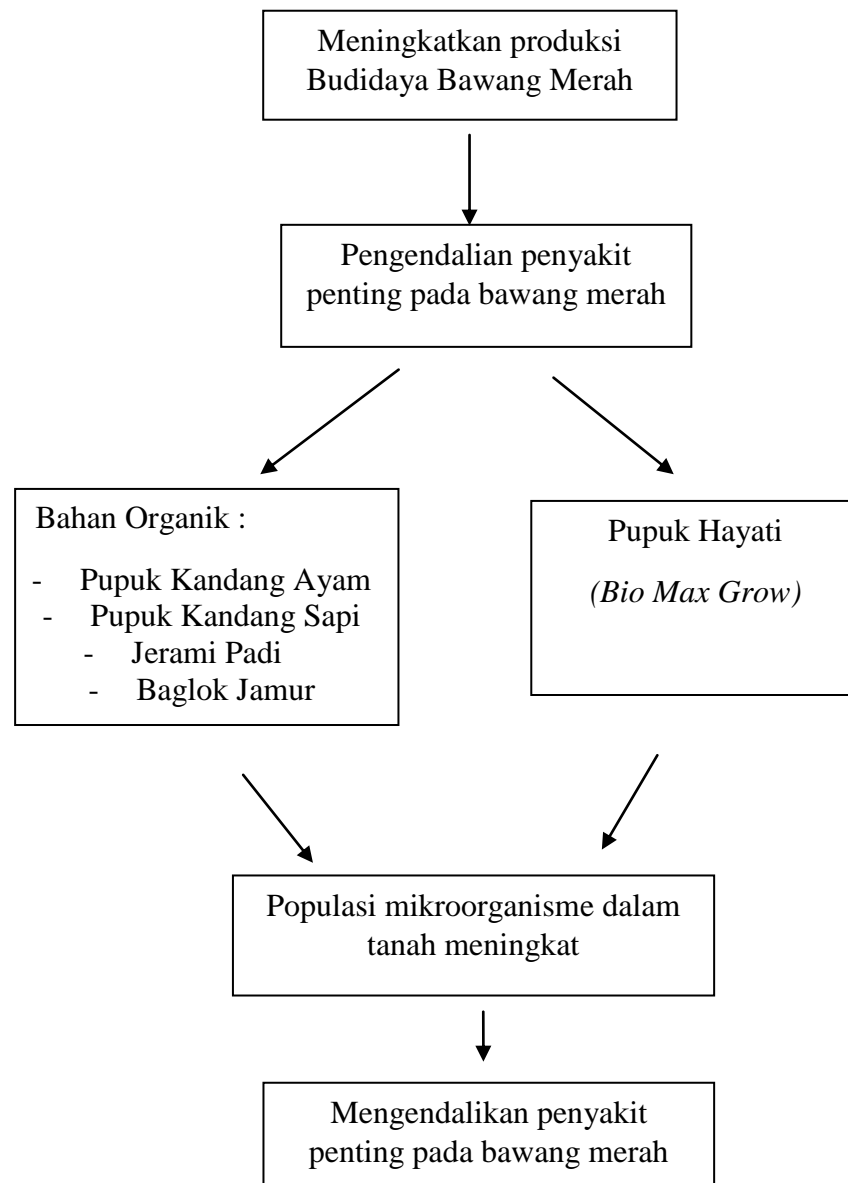 Meningkatkan produksi
Budidaya Bawang Merah
Pengendalian penyakit
penting pada bawang merah
Bahan Organik :
- Pupuk Kandang Ayam
- Pupuk Kandang Sapi
- Jerami Padi
- Baglok Jamur
Pupuk Hayati
(Bio Max Grow)
Populasi mikroorganisme dalam
tanah meningkat
Mengendalikan penyakit
penting pada bawang merah